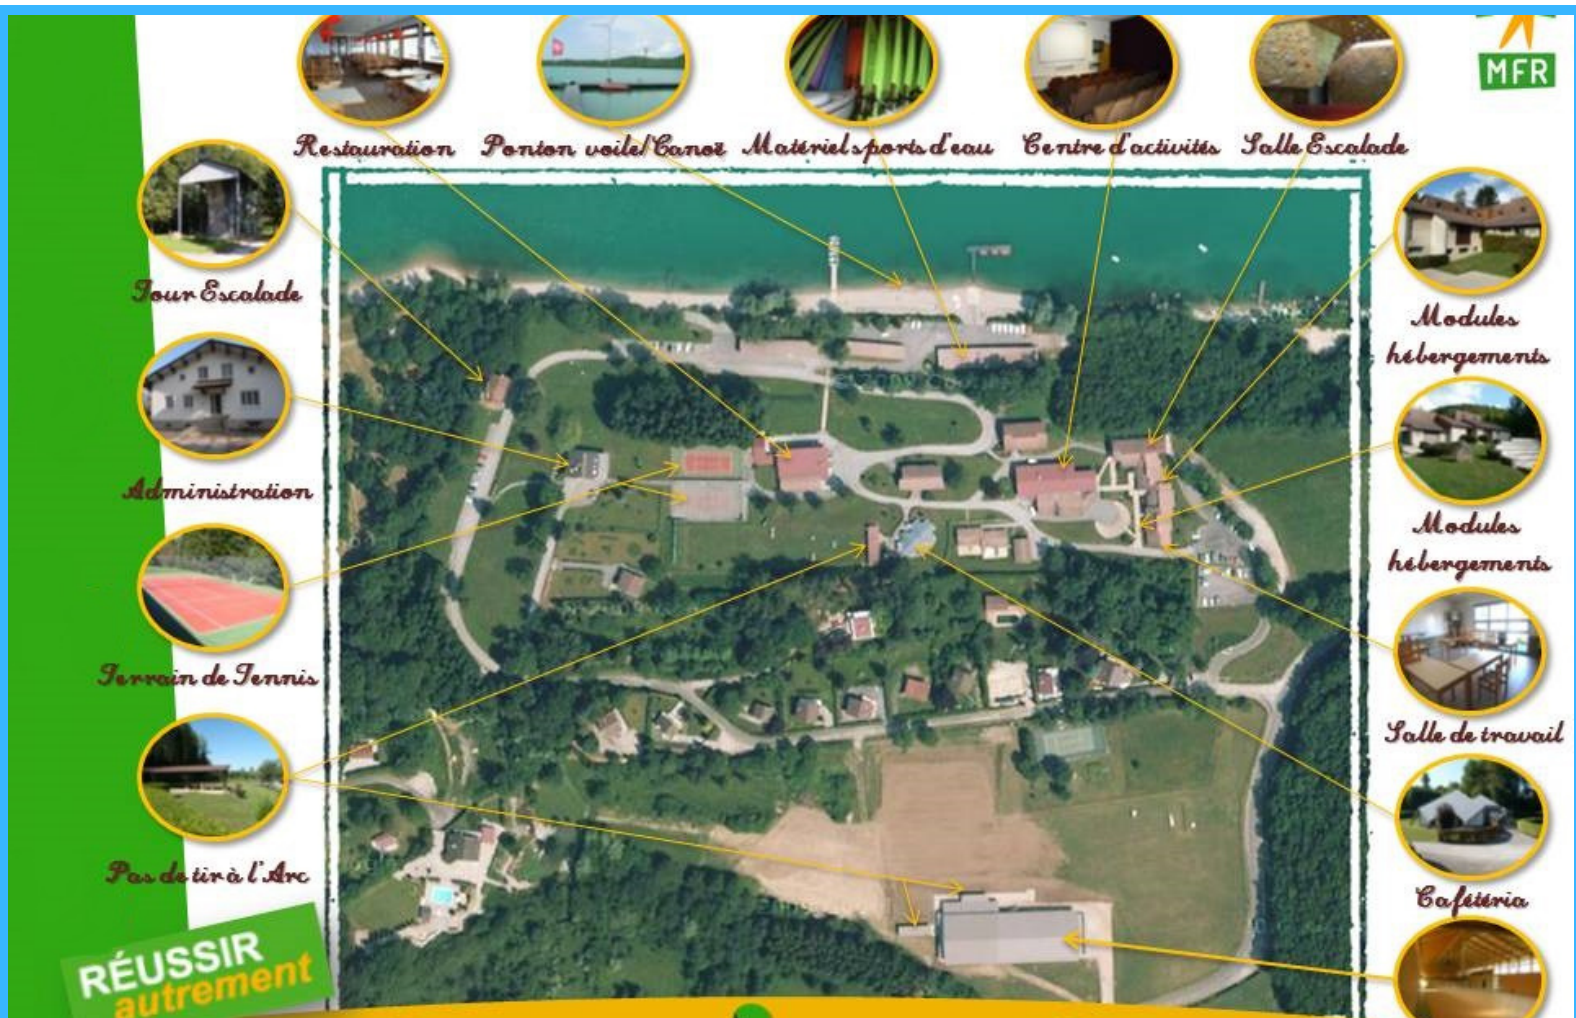 MFR
Restauration
Ponton voile/Canoë
Matériel sports d'eau
Centre d'activités
Salle Escalade
Tour Escalade
Modules
hébergements
Administration
Modules
hébergements
Terrain de Tennis
Salle de travail
Pas de tir à l'Arc
Cafétéria
RÉUSSIR
autrement